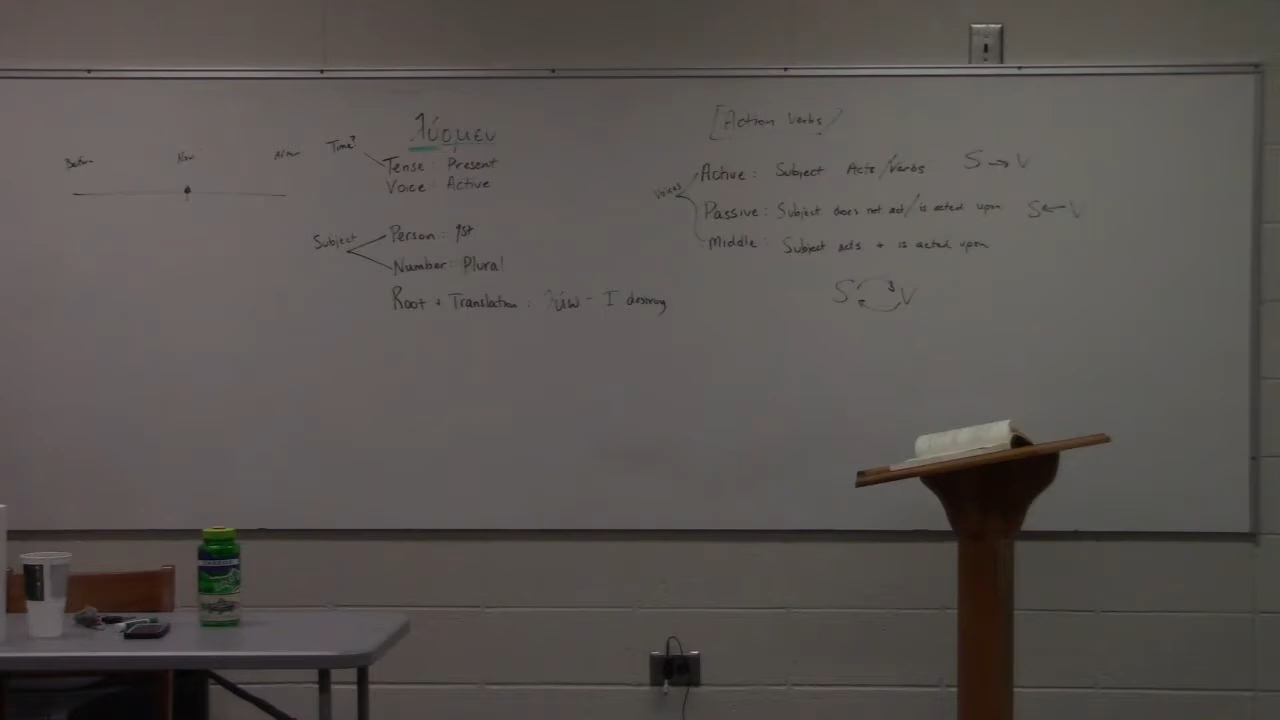 Before Now After
Time?
λύομεν
Tense: Present
Voice: Active
Subject
Person: 1st
Number: Plural
Root + Translation: λύω - I destroy
[Action Verbs]
Voices
Active: Subject Acts/Verbs S → V
Passive: Subject does not act/is acted upon S ← V
Middle: Subject acts + is acted upon
S V